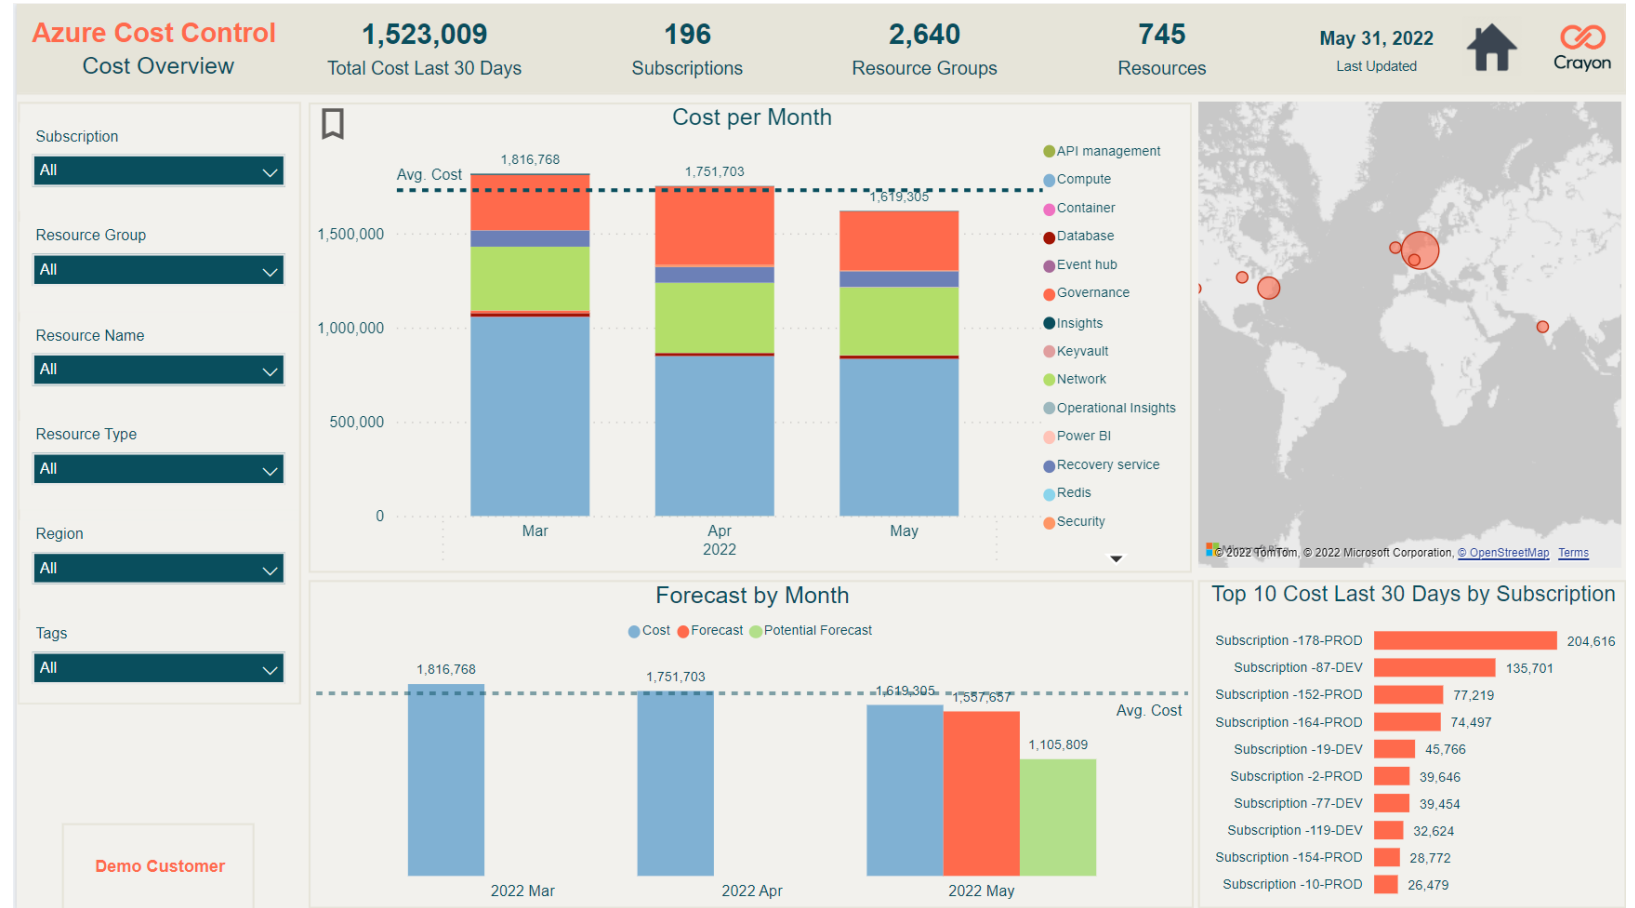 Azure Cost Control
Cost Overview
1,523,009
Total Cost Last 30 Days
196
Subscriptions
2,640
Resource Groups
745
Resources
May 31, 2022
Last Updated
Crayon
Subscription
All
Resource Group
All
Resource Name
All
Resource Type
All
Region
All
Tags
All
Demo Customer
Cost per Month
Avg. Cost
1,816,768
1,751,703
1,619,305
1,500,000
1,000,000
500,000
0
Mar
Apr
May
2022
API management
Compute
Container
Database
Event hub
Governance
Insights
Keyvault
Network
Operational Insights
Power BI
Recovery service
Redis
Security
© 2022 TomTom, © 2022 Microsoft Corporation, © OpenStreetMap Terms
Forecast by Month
Cost Forecast Potential Forecast
1,816,768
1,751,703
1,619,305
1,557,657
1,105,809
Avg. Cost
2022 Mar
2022 Apr
2022 May
Top 10 Cost Last 30 Days by Subscription
Subscription -178-PROD 204,616
Subscription -87-DEV 135,701
Subscription -152-PROD 77,219
Subscription -164-PROD 74,497
Subscription -19-DEV 45,766
Subscription -2-PROD 39,646
Subscription -77-DEV 39,454
Subscription -119-DEV 32,624
Subscription -154-PROD 28,772
Subscription -10-PROD 26,479